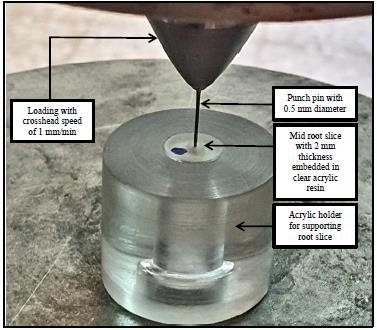 Loading with
crosshead speed
of 1 mm/min
Punch pin with
0.5 mm diameter
Mid root slice
with 2 mm
thickness
embedded in
clear acrylic
resin
Acrylic holder
for supporting
root slice